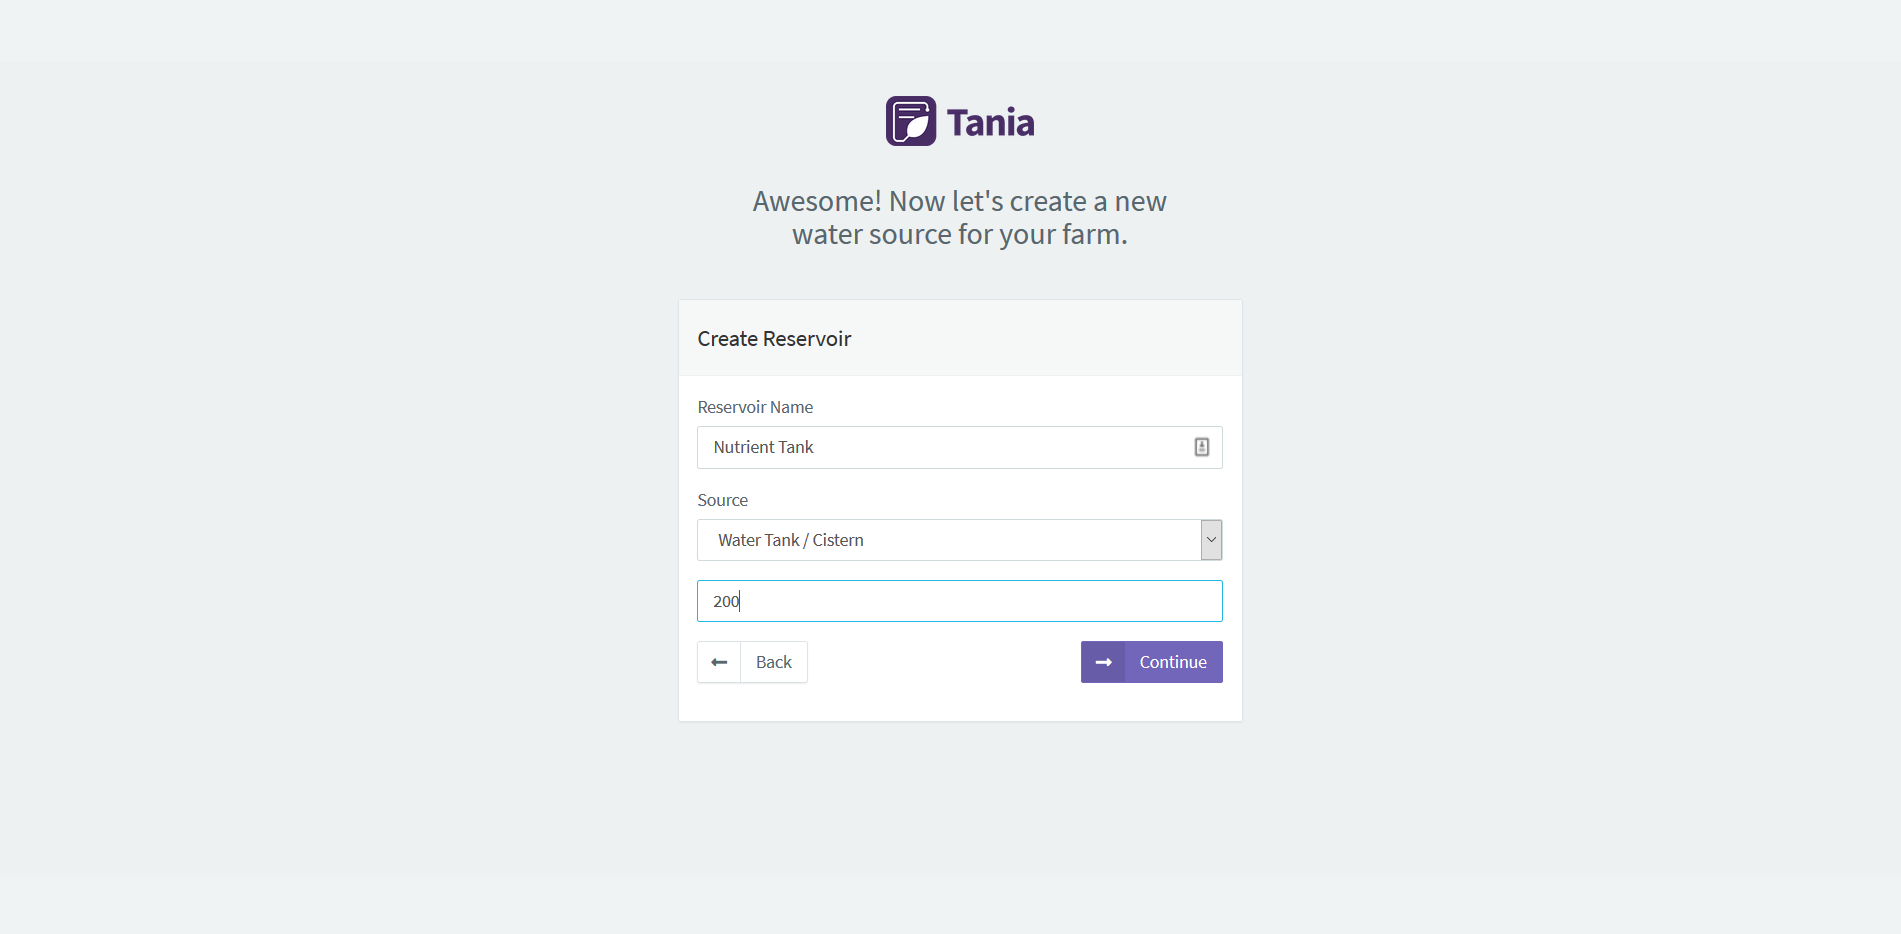 Tania
Awesome! Now let's create a new
water source for your farm.
Create Reservoir
Reservoir Name
Nutrient Tank
Source
Water Tank / Cistern
200
Back
Continue